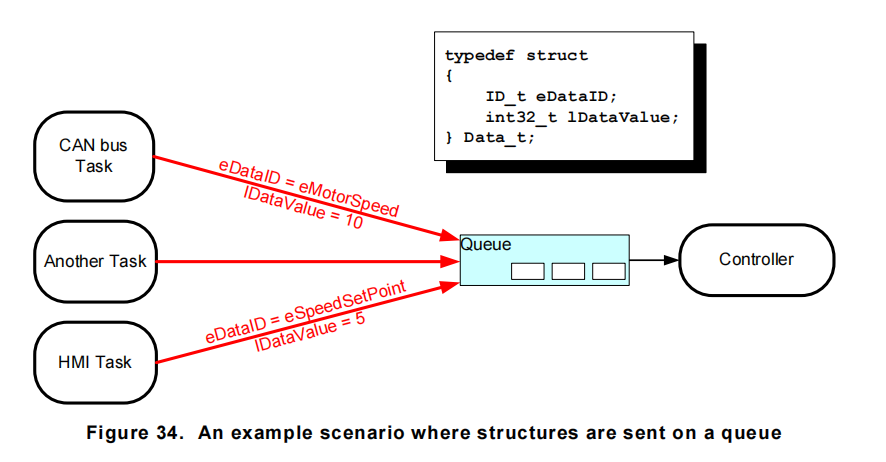 typedef struct
{
ID_t eDataID;
int32_t lDataValue;
} Data_t;
CAN bus
Task
eDataID = eMotorSpeed
lDataValue = 10
Another Task
Queue
Controller
eDataID = eSpeedSetPoint
lDataValue = 5
HMI Task
Figure 34. An example scenario where structures are sent on a queue